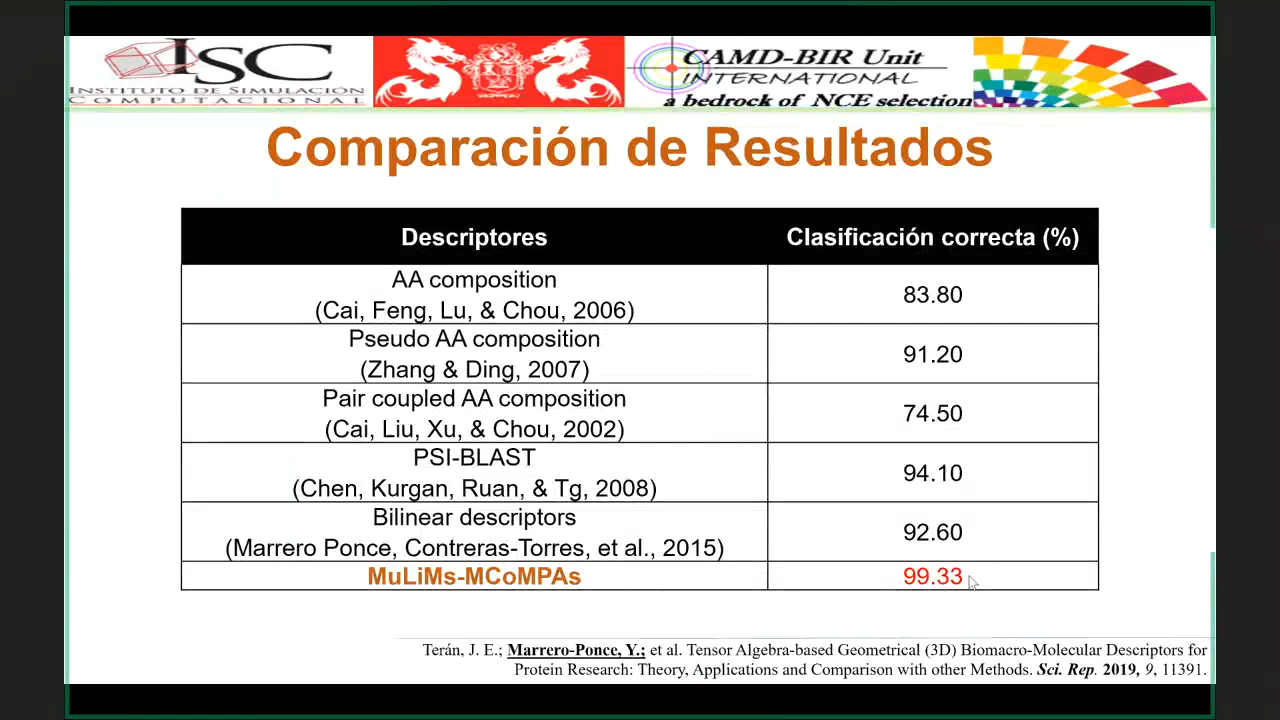 ISC
INSTITUTO DE SIMULACIÓN
COMPUTACIONAL
CAMD-BIR Unit
INTERNATIONAL
a bedrock of NCE selection
Comparación de Resultados
Descriptores Clasificación correcta (%)
AA composition
(Cai, Feng, Lu, & Chou, 2006) 83.80
Pseudo AA composition
(Zhang & Ding, 2007) 91.20
Pair coupled AA composition
(Cai, Liu, Xu, & Chou, 2002) 74.50
PSI-BLAST
(Chen, Kurgan, Ruan, & Tg, 2008) 94.10
Bilinear descriptors
(Marrero Ponce, Contreras-Torres, et al., 2015) 92.60
MuLiMs-MCoMPAs 99.33
Terán, J. E.; Marrero-Ponce, Y.; et al. Tensor Algebra-based Geometrical (3D) Biomacro-Molecular Descriptors for
Protein Research: Theory, Applications and Comparison with other Methods. Sci. Rep. 2019, 9, 11391.